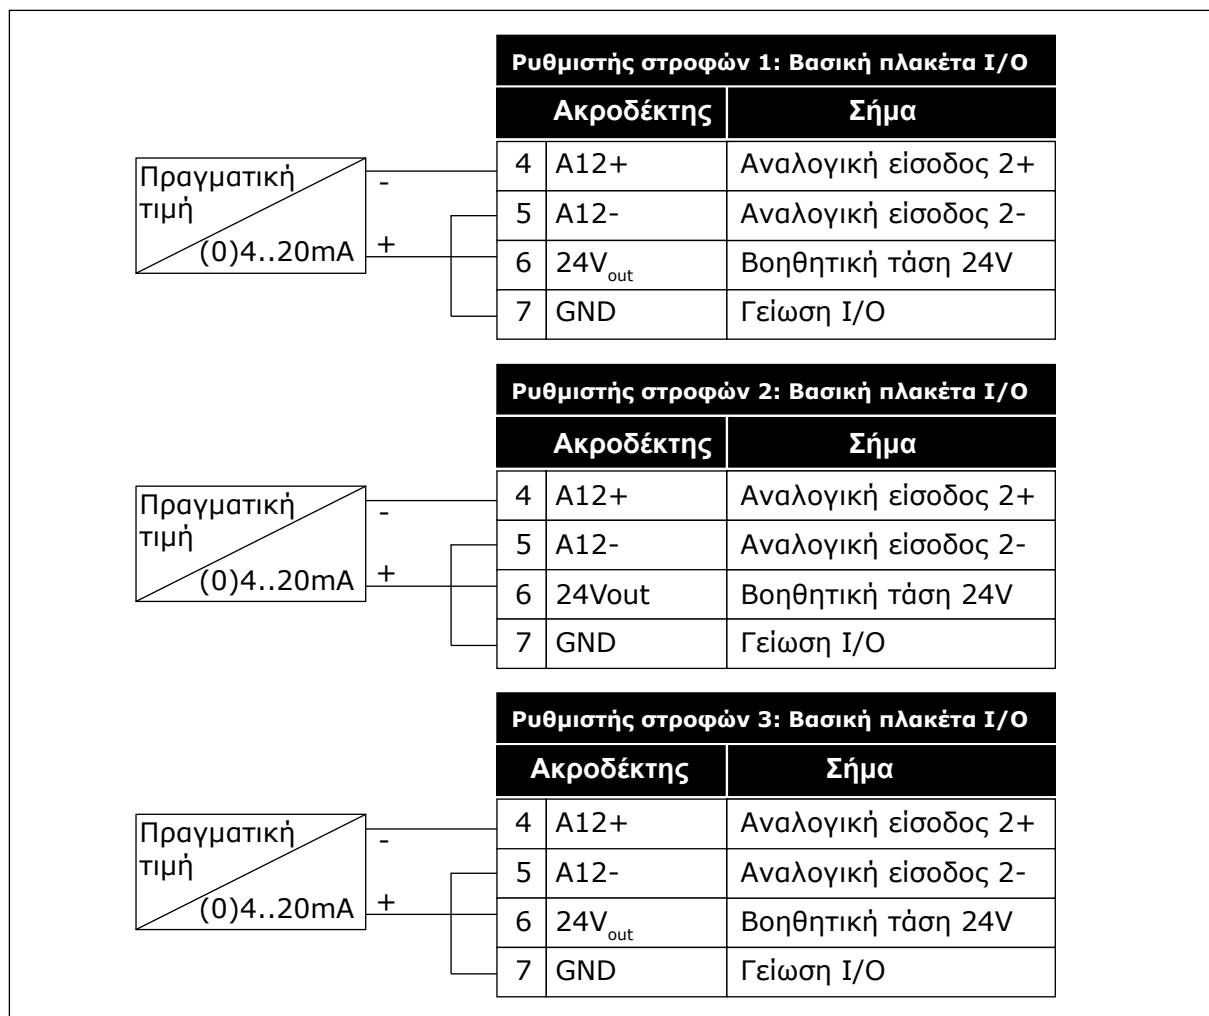 Ρυθμιστής στροφών 1: Βασική πλακέτα I/O
Ακροδέκτης Σήμα
Πραγματική
τιμή
(0)4..20mA
-
+
4 A12+ Αναλογική είσοδος 2+
5 A12- Αναλογική είσοδος 2-
6 24Vout Βοηθητική τάση 24V
7 GND Γείωση I/O
Ρυθμιστής στροφών 2: Βασική πλακέτα I/O
Ακροδέκτης Σήμα
Πραγματική
τιμή
(0)4..20mA
-
+
4 A12+ Αναλογική είσοδος 2+
5 A12- Αναλογική είσοδος 2-
6 24Vout Βοηθητική τάση 24V
7 GND Γείωση I/O
Ρυθμιστής στροφών 3: Βασική πλακέτα I/O
Ακροδέκτης Σήμα
Πραγματική
τιμή
(0)4..20mA
-
+
4 A12+ Αναλογική είσοδος 2+
5 A12- Αναλογική είσοδος 2-
6 24Vout Βοηθητική τάση 24V
7 GND Γείωση I/O